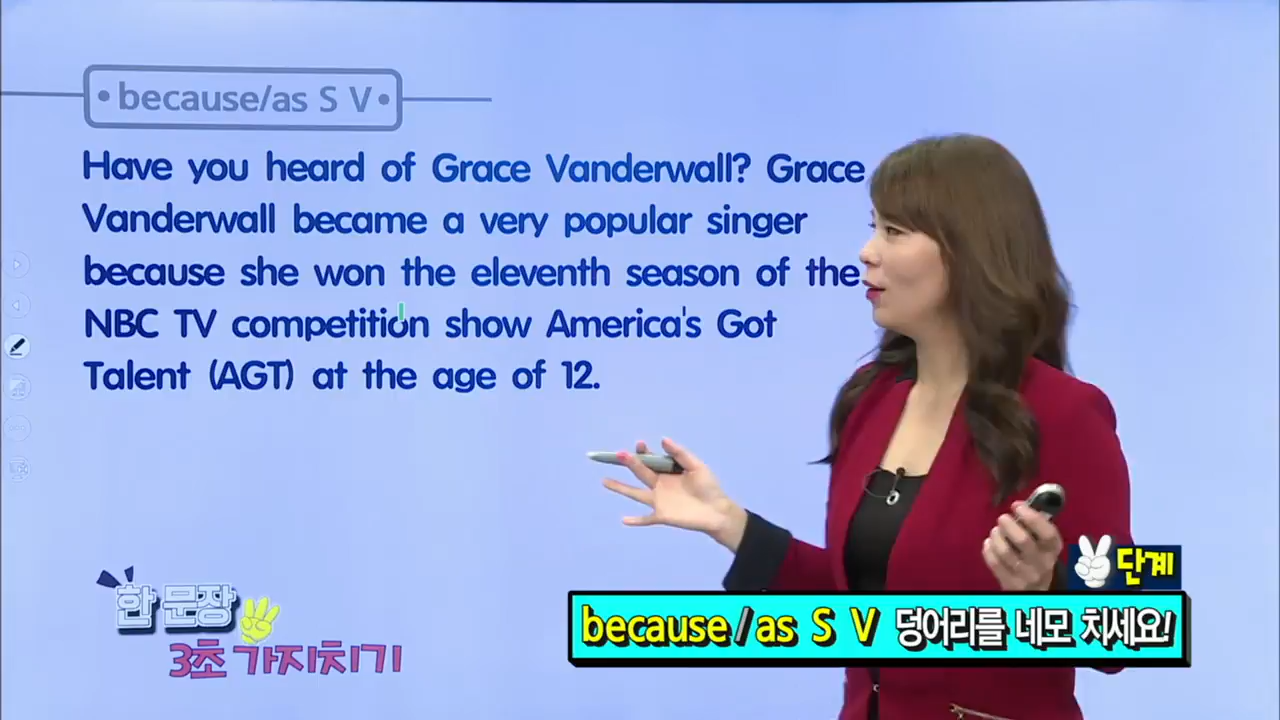 because/as S V
Have you heard of Grace Vanderwall? Grace
Vanderwall became a very popular singer
because she won the eleventh season of the
NBC TV competition show America's Got
Talent (AGT) at the age of 12.
단계
because/as S V 덩어리를 네모 치세요!
한 문장
3초 가지치기